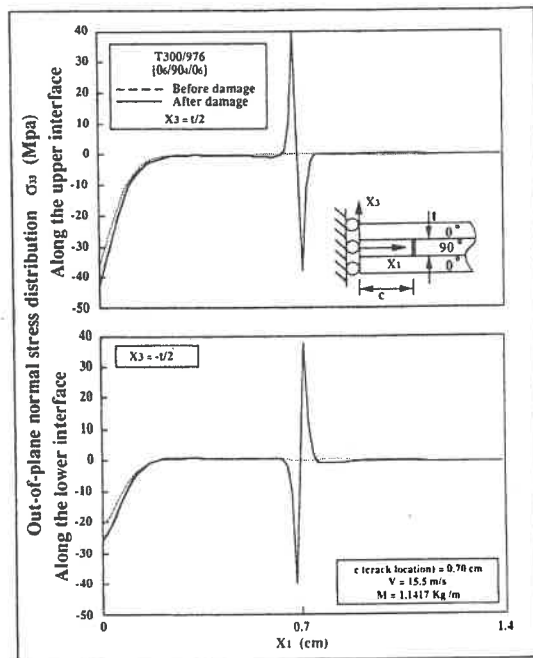 Out-of-plane normal stress distribution σ33 (Mpa)
Along the upper interface
Along the lower interface
T300/976
{06/904/06}
Before damage
After damage
X3 = t/2
40
30
20
10
0
-10
-20
-30
-40
-50
X3
t
0°
90°
X1
0°
c
40
30
20
10
0
-10
-20
-30
-40
-50
X3 = -t/2
c (crack location) = 0.70 cm
V = 15.5 m/s
M = 1.1417 Kg/m
0 0.7 1.4
X1 (cm)